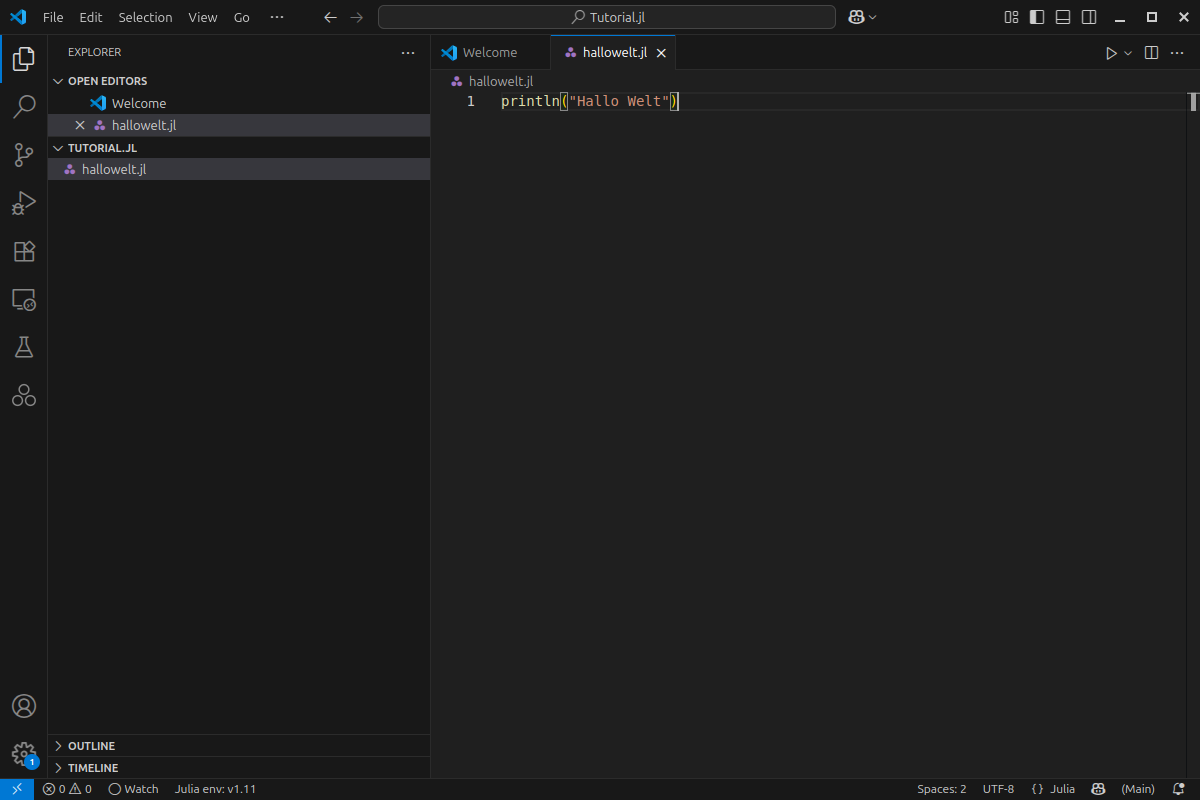 File Edit Selection View Go ··· Tutorial.jl
EXPLORER ···
OPEN EDITORS
Welcome
hallowelt.jl
TUTORIAL.JL
hallowelt.jl
OUTLINE
TIMELINE
Welcome hallowelt.jl
hallowelt.jl
1 println("Hallo Welt")
1
0 0 Watch Julia env: v1.11 Spaces: 2 UTF-8 {} Julia (Main)